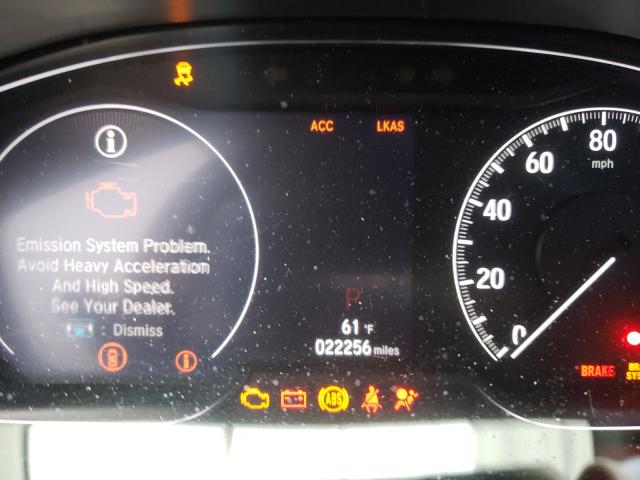 ACC LKAS
80
mph
60
40
20
0
i
Emission System Problem.
Avoid Heavy Acceleration
And High Speed.
See Your Dealer.
: Dismiss
P
61 °F
022256 miles
i
BRAKE
ABS